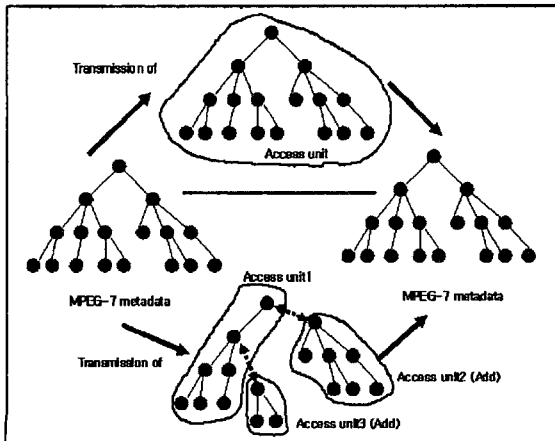 Transmission of
Access unit
Access unit1
MPEG-7 metadata
MPEG-7 metadata
Transmission of
Access unit2 (Add)
Access unit3 (Add)